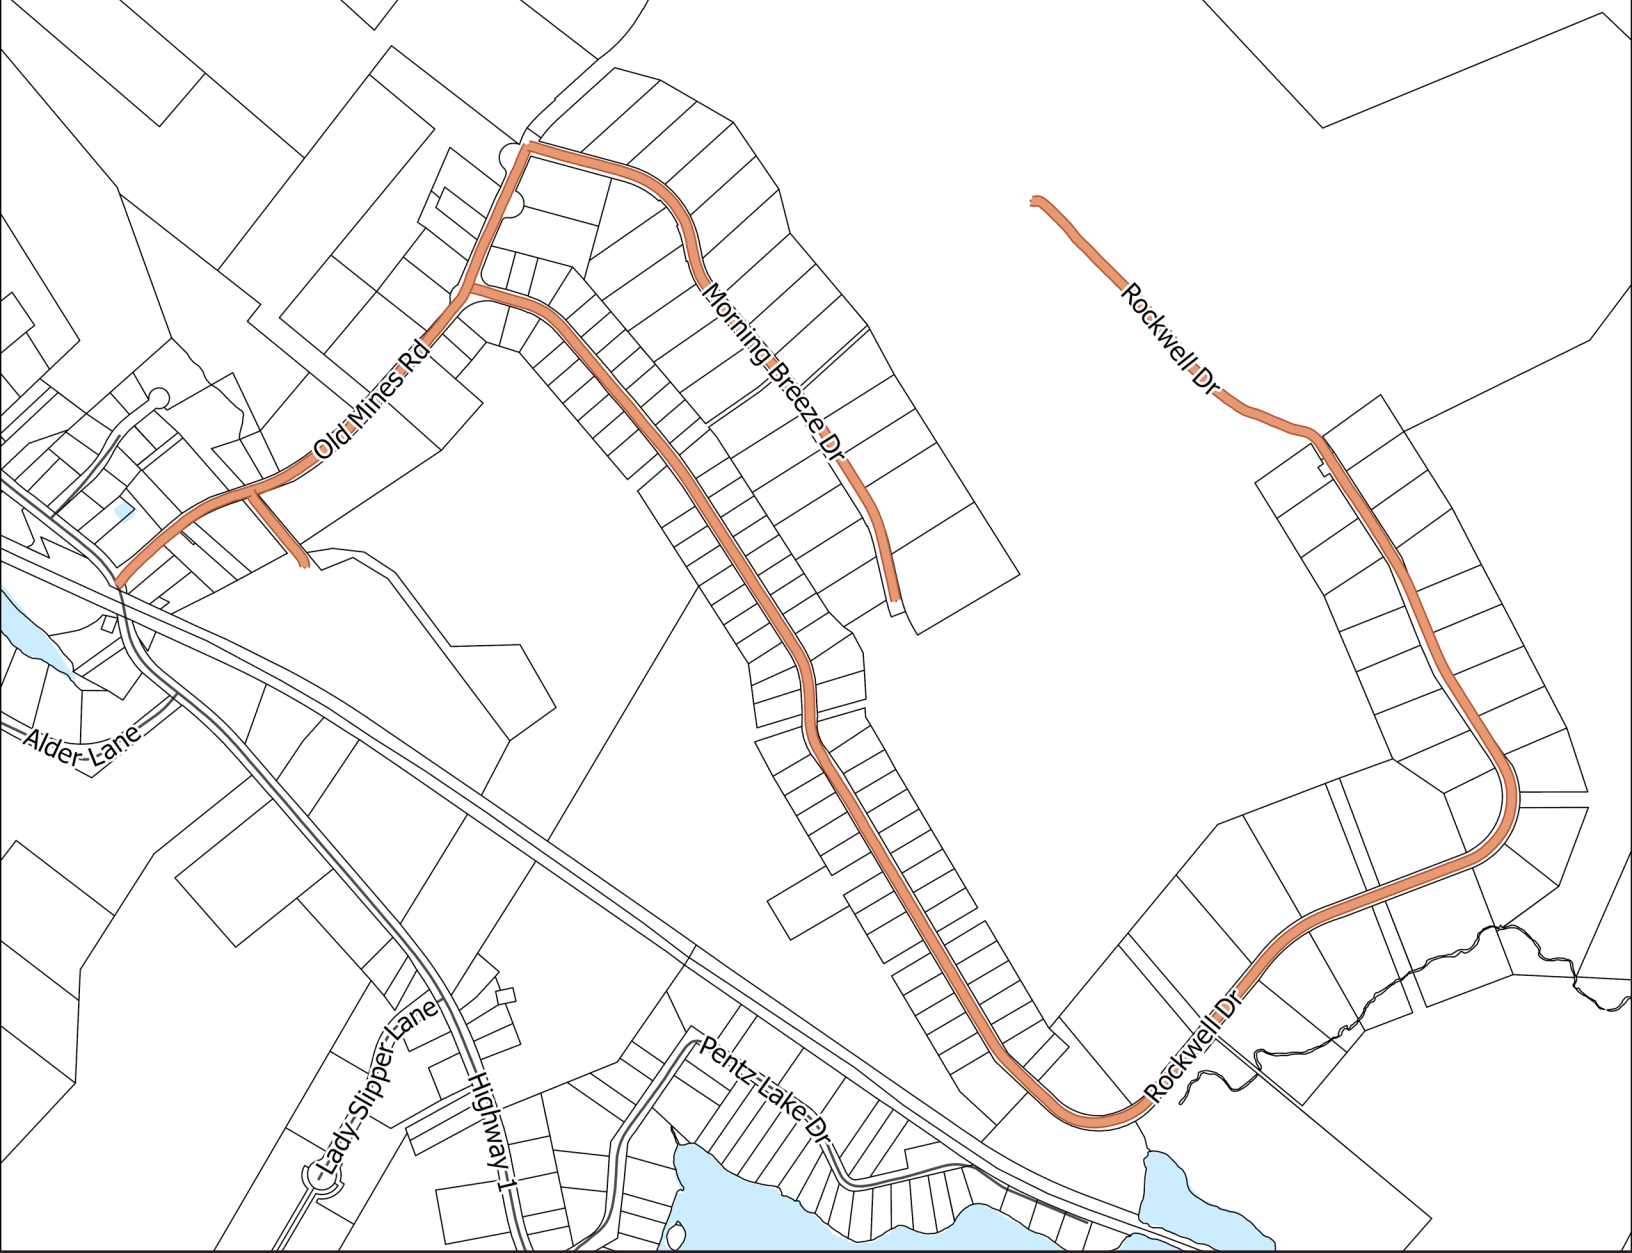 Rockwell Dr
Morning Breeze Dr
Old Mines Rd
Alder Lane
Rockwell Dr
Lady Slipper Lane
Pentz Lake Dr
Highway 1